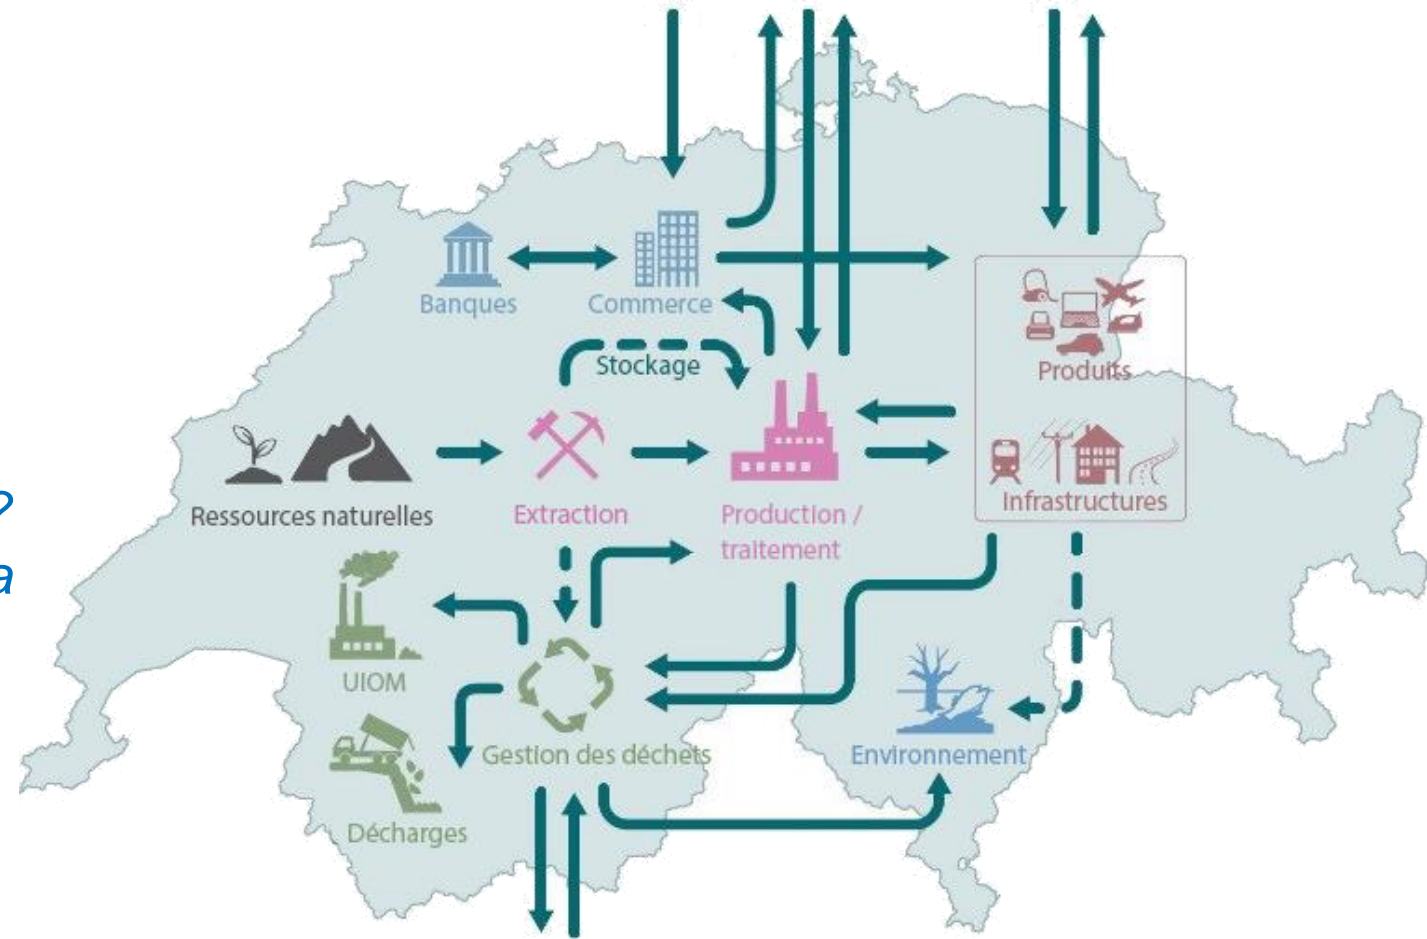 Banques
Commerce
Stockage
Produits
Ressources naturelles
Extraction
Production /
traitement
Infrastructures
?
a
UIOM
Gestion des déchets
Environnement
Décharges